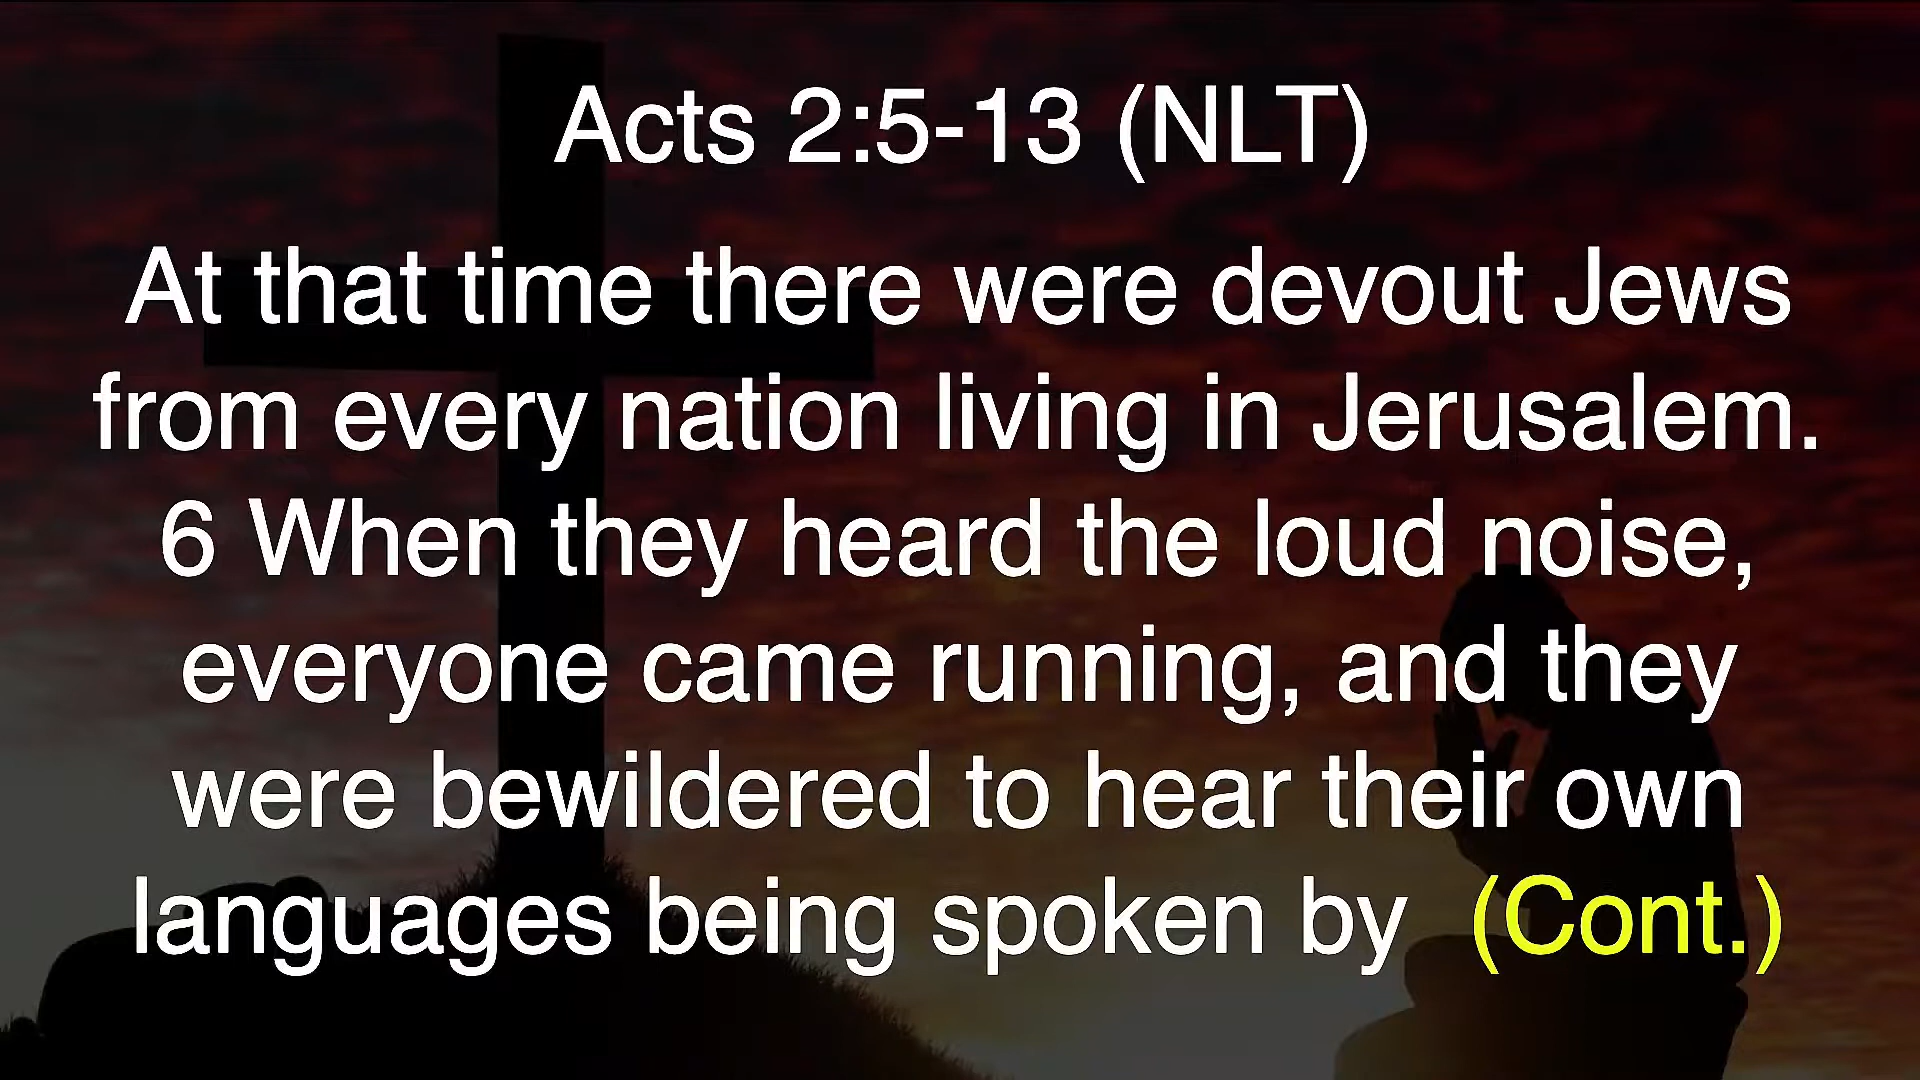 Acts 2:5-13 (NLT)
At that time there were devout Jews
from every nation living in Jerusalem.
6 When they heard the loud noise,
everyone came running, and they
were bewildered to hear their own
languages being spoken by (Cont.)